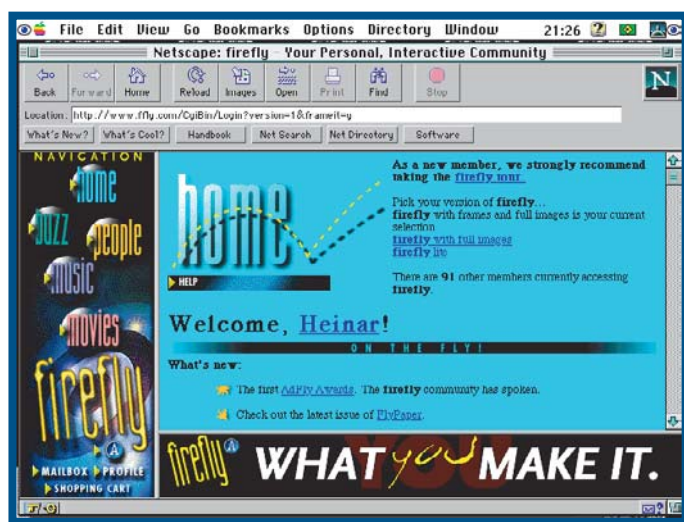 File Edit View Go Bookmarks Options Directory Window 21:26
Netscape: firefly - Your Personal, Interactive Community
Back Forward Home Reload Images Open Print Find Stop
N
Location: http://www.ffly.com/CgiBin/Login?version=1&frameit=y
What's New? What's Cool? Handbook Net Search Net Directory Software
NAVIGATION
home
buzz
people
music
movies
firefly
MAILBOX PROFILE
SHOPPING CART
home
HELP
As a new member, we strongly recommend
taking the firefly tour.
Pick your version of firefly...
firefly with frames and full images is your current
selection
firefly with full images
firefly lite
There are 91 other members currently accessing
firefly.
Welcome, Heinar!
ON THE FLY!
What's new:
The first AdFly Awards. The firefly community has spoken.
Check out the latest issue of FlyPaper.
firefly WHAT you MAKE IT.
YOU